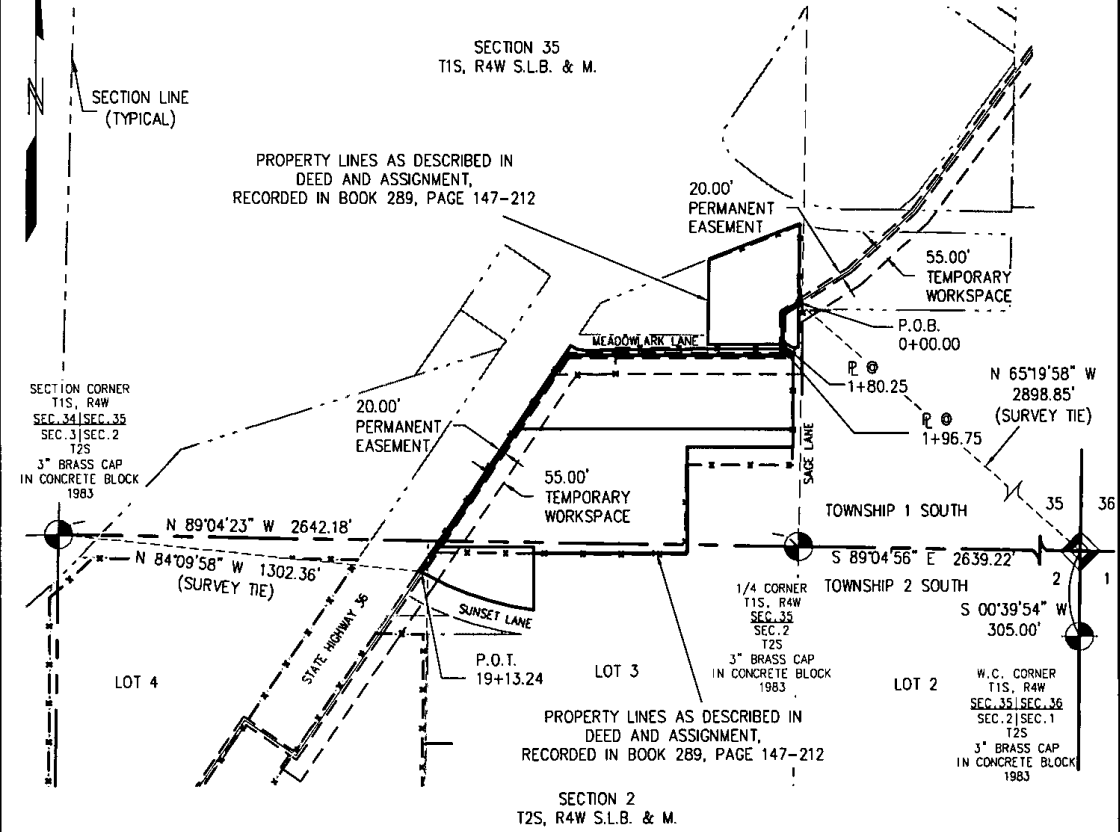 SECTION 35
T1S, R4W S.L.B. & M.
N
SECTION LINE
(TYPICAL)
PROPERTY LINES AS DESCRIBED IN
DEED AND ASSIGNMENT,
RECORDED IN BOOK 289, PAGE 147-212
20.00'
PERMANENT
EASEMENT
55.00'
TEMPORARY
WORKSPACE
P.O.B.
0+00.00
MEADOWLARK LANE
PL @
1+80.25
N 65°19'58" W
2898.85'
(SURVEY TIE)
PL @
1+96.75
SECTION CORNER
T1S, R4W
SEC.34|SEC.35
SEC.3|SEC.2
T2S
3" BRASS CAP
IN CONCRETE BLOCK
1983
20.00'
PERMANENT
EASEMENT
55.00'
TEMPORARY
WORKSPACE
SAGE LANE
TOWNSHIP 1 SOUTH
35 36
N 89°04'23" W 2642.18'
N 84°09'58" W 1302.36'
(SURVEY TIE)
S 89°04'56" E 2639.22'
TOWNSHIP 2 SOUTH
2 1
1/4 CORNER
T1S, R4W
SEC.35
SEC.2
T2S
3" BRASS CAP
IN CONCRETE BLOCK
1983
S 00°39'54" W
305.00'
SUNSET LANE
STATE HIGHWAY 36
P.O.T.
19+13.24
LOT 4
LOT 3
LOT 2
W.C. CORNER
T1S, R4W
SEC.35|SEC.36
SEC.2|SEC.1
T2S
3" BRASS CAP
IN CONCRETE BLOCK
1983
PROPERTY LINES AS DESCRIBED IN
DEED AND ASSIGNMENT,
RECORDED IN BOOK 289, PAGE 147-212
SECTION 2
T2S, R4W S.L.B. & M.